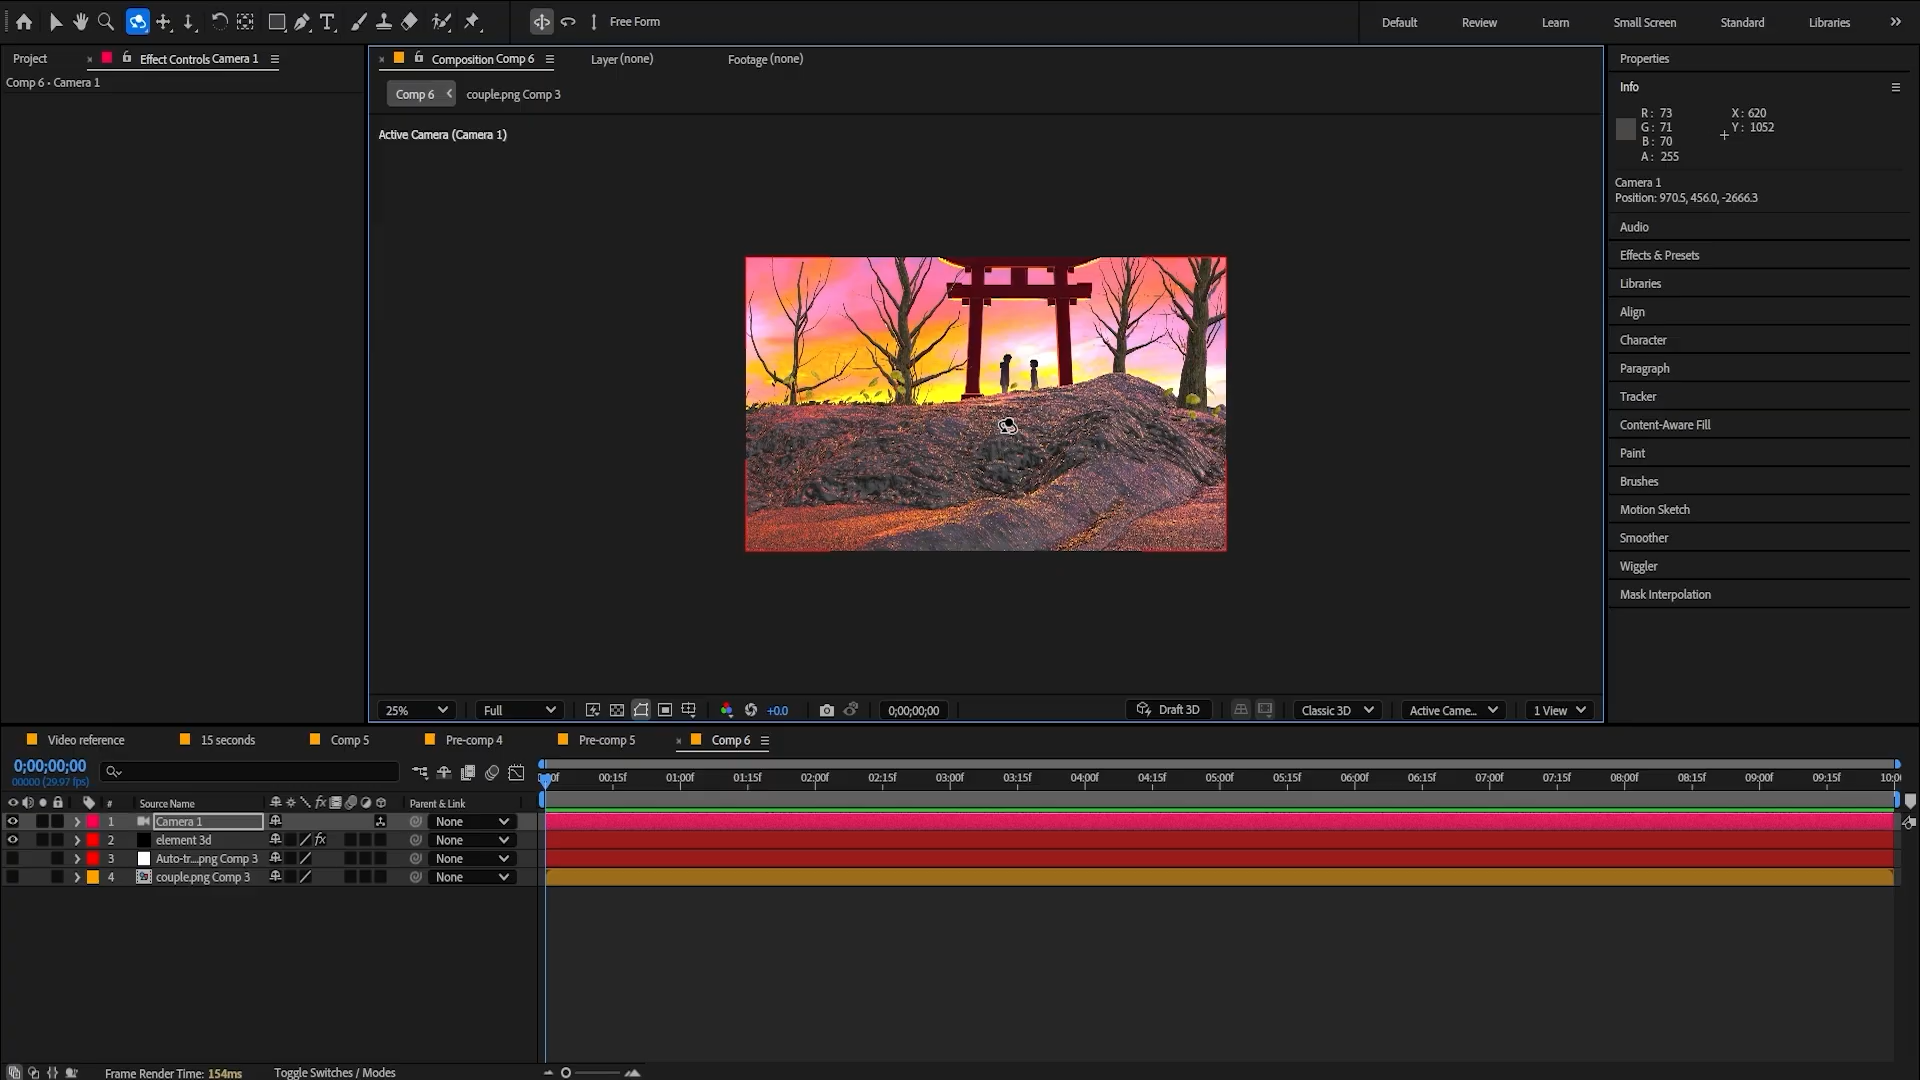 Free Form
Default
Review
Learn
Small Screen
Standard
Libraries
Project
Effect Controls Camera 1
Comp 6 • Camera 1
Composition Comp 6
Layer (none)
Footage (none)
Comp 6
couple.png Comp 3
Active Camera (Camera 1)
Properties
Info
R: 73
G: 71
B: 70
A: 255
X: 620
Y: 1052
Camera 1
Position: 970.5, 456.0, -2666.3
Audio
Effects & Presets
Libraries
Align
Character
Paragraph
Tracker
Content-Aware Fill
Paint
Brushes
Motion Sketch
Smoother
Wiggler
Mask Interpolation
25%
Full
+0.0
0;00;00;00
Draft 3D
Classic 3D
Active Came...
1 View
Video reference
15 seconds
Comp 5
Pre-comp 4
Pre-comp 5
Comp 6
0;00;00;00
00000 (29.97 fps)
00:15f
01:00f
01:15f
02:00f
02:15f
03:00f
03:15f
04:00f
04:15f
05:00f
05:15f
06:00f
06:15f
07:00f
07:15f
08:00f
08:15f
09:00f
09:15f
#
Source Name
fx
Parent & Link
1
Camera 1
None
2
element 3d
fx
None
3
Auto-tr....png Comp 3
None
4
couple.png Comp 3
None
Frame Render Time: 154ms
Toggle Switches / Modes